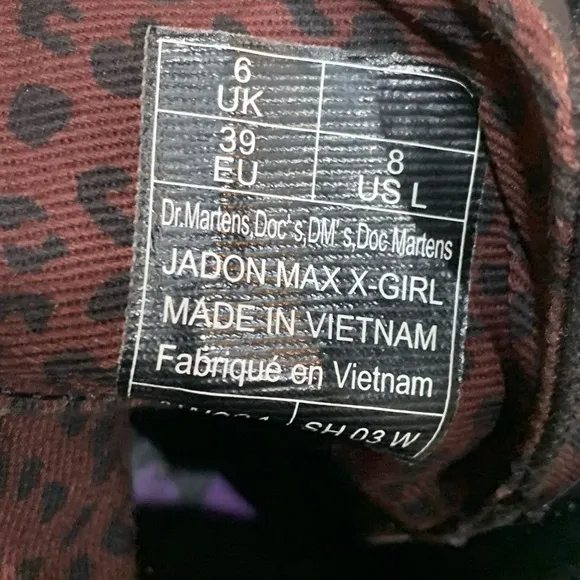 6
UK
39
EU
8
US L
Dr.Martens,Doc's,DM's,Doc Martens
JADON MAX X-GIRL
MADE IN VIETNAM
Fabriqué en Vietnam
SH 03 W